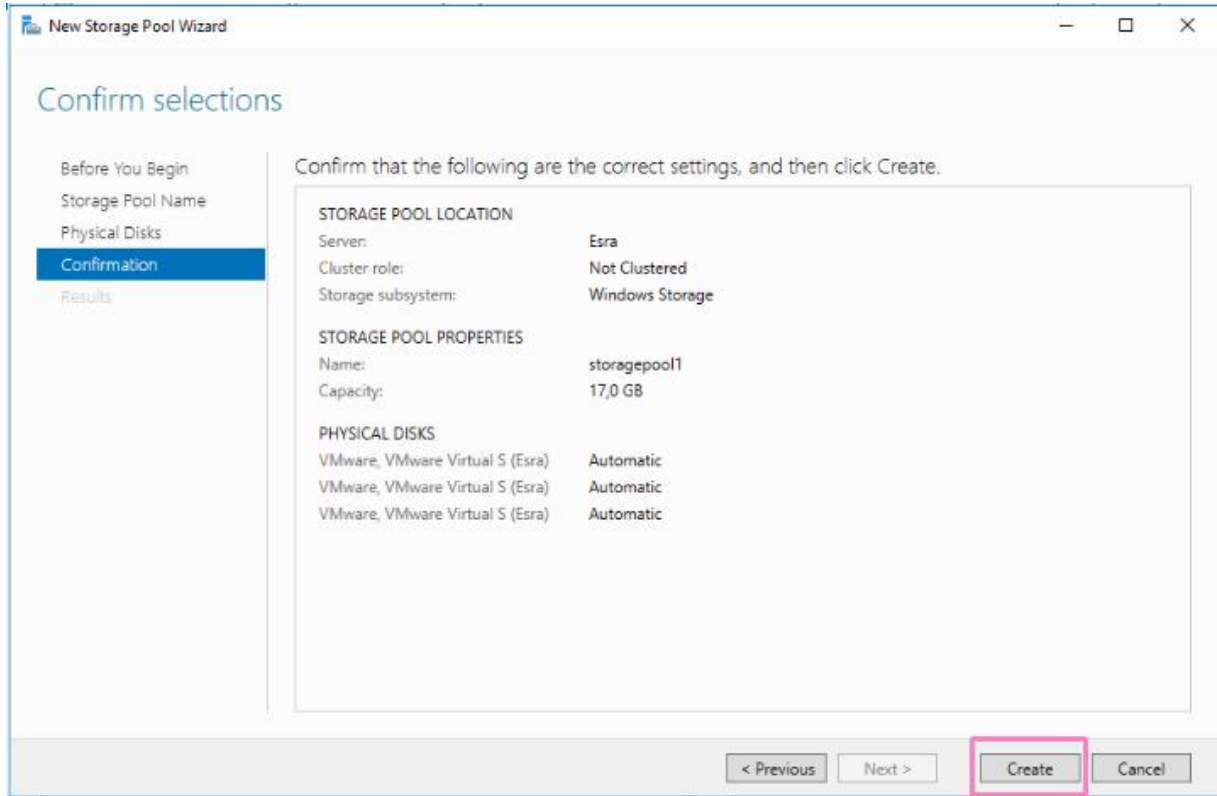 New Storage Pool Wizard
Confirm selections
Before You Begin
Storage Pool Name
Physical Disks
Confirmation
Results
Confirm that the following are the correct settings, and then click Create.
STORAGE POOL LOCATION
Server: Esra
Cluster role: Not Clustered
Storage subsystem: Windows Storage
STORAGE POOL PROPERTIES
Name: storagepool1
Capacity: 17,0 GB
PHYSICAL DISKS
VMware, VMware Virtual S (Esra) Automatic
VMware, VMware Virtual S (Esra) Automatic
VMware, VMware Virtual S (Esra) Automatic
< Previous Next > Create Cancel